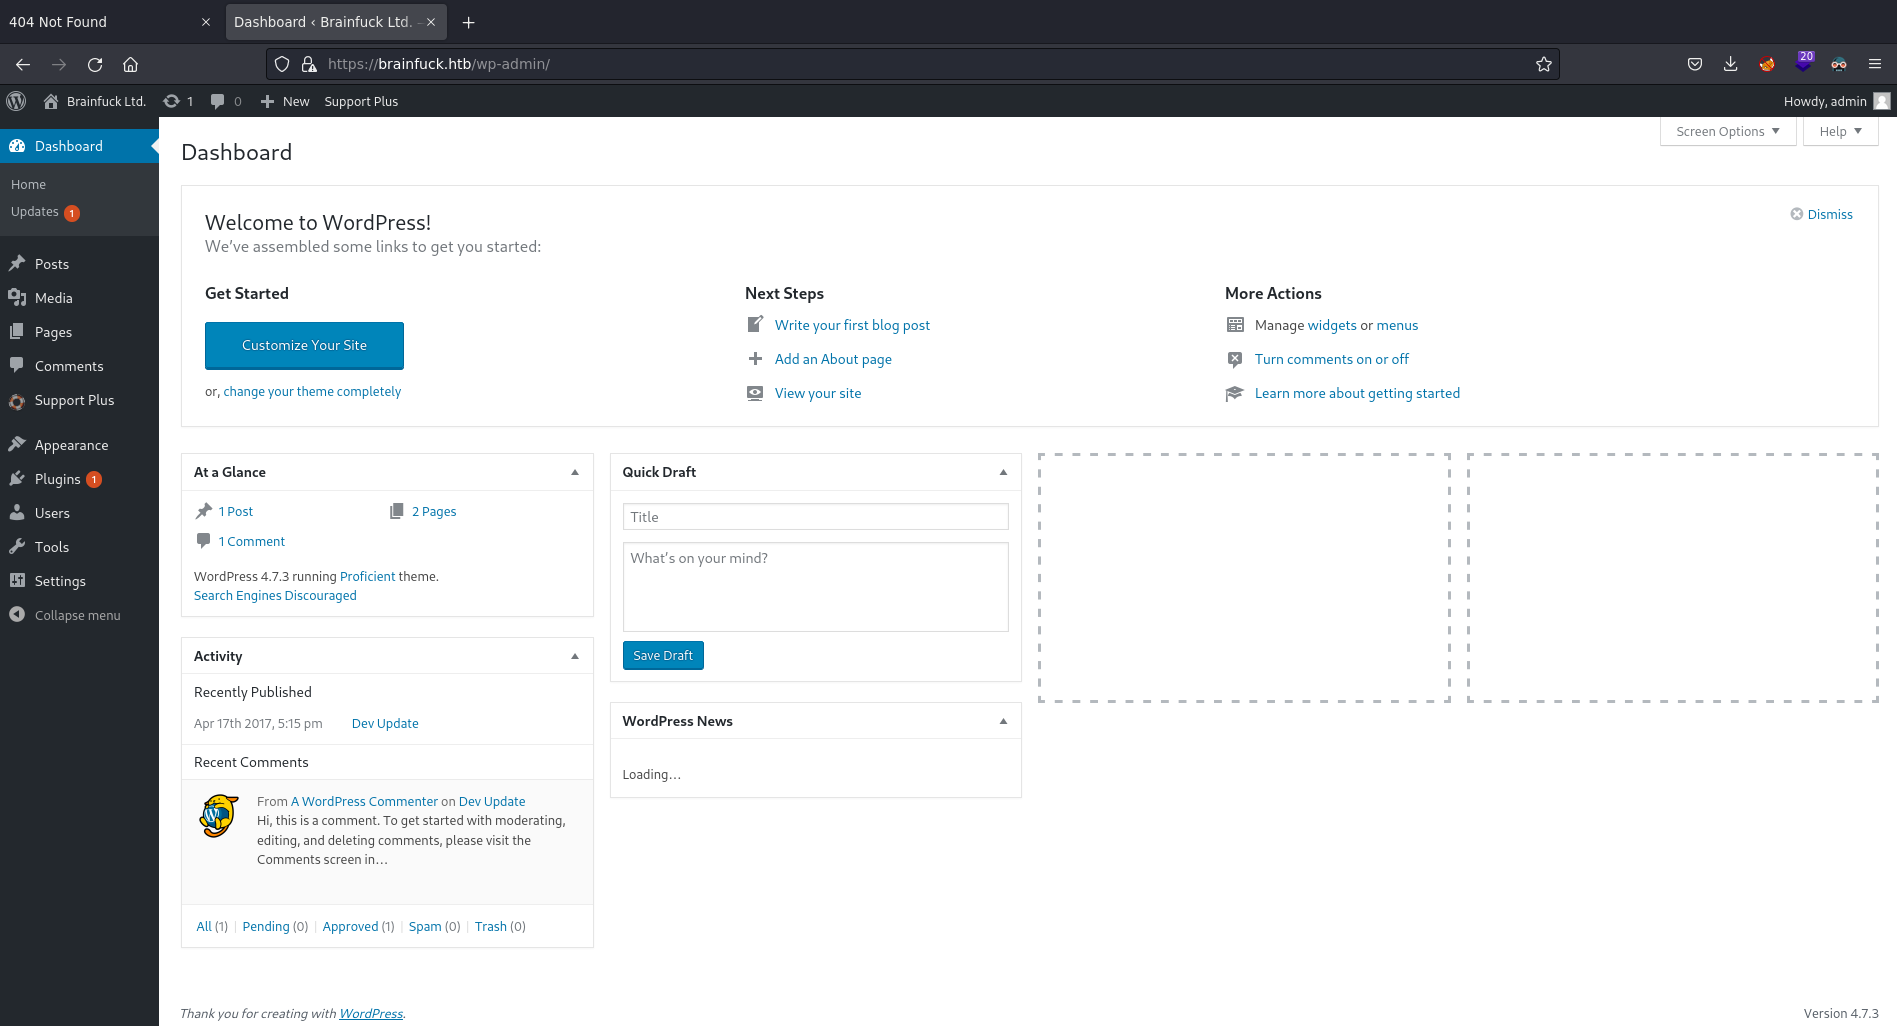 404 Not Found
Dashboard ‹ Brainfuck Ltd. –
https://brainfuck.htb/wp-admin/
20
Brainfuck Ltd. 1 0 New Support Plus
Howdy, admin
Dashboard
Home
Updates 1
Posts
Media
Pages
Comments
Support Plus
Appearance
Plugins 1
Users
Tools
Settings
Collapse menu
Screen Options
Help
Dashboard
Welcome to WordPress!
We've assembled some links to get you started:
Dismiss
Get Started
Customize Your Site
or, change your theme completely
Next Steps
Write your first blog post
Add an About page
View your site
More Actions
Manage widgets or menus
Turn comments on or off
Learn more about getting started
At a Glance
1 Post
2 Pages
1 Comment
WordPress 4.7.3 running Proficient theme.
Search Engines Discouraged
Activity
Recently Published
Apr 17th 2017, 5:15 pm Dev Update
Recent Comments
From A WordPress Commenter on Dev Update
Hi, this is a comment. To get started with moderating,
editing, and deleting comments, please visit the
Comments screen in…
All (1) | Pending (0) | Approved (1) | Spam (0) | Trash (0)
Quick Draft
Title
What's on your mind?
Save Draft
WordPress News
Loading…
Thank you for creating with WordPress.
Version 4.7.3